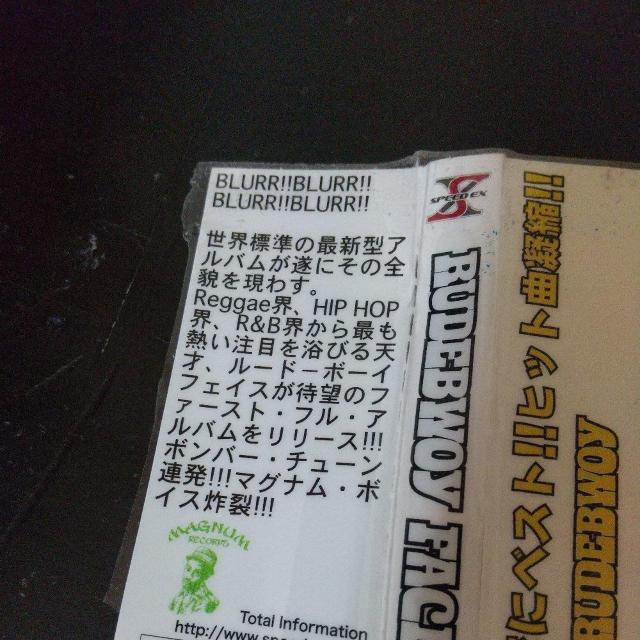 BLURR!!BLURR!!
BLURR!!BLURR!!
世界標準の最新型ア
ルバムが遂にその全
貌を現わす。
Reggae界、HIP HOP
界、R&B界から最も
熱い注目を浴びる天
才、ルードーボーイ
フェイスが待望のフ
ァースト・フル・ア
ルバムをリリース!!!
ボンバー・チューン
連発!!!マグナム・ボ
イス炸裂!!!
MAGNUM
RECORDS
Total Information
http://www.spee
RUDEBWOY FAC
にベスト!!ヒット曲凝縮!!
RUDEBWOY